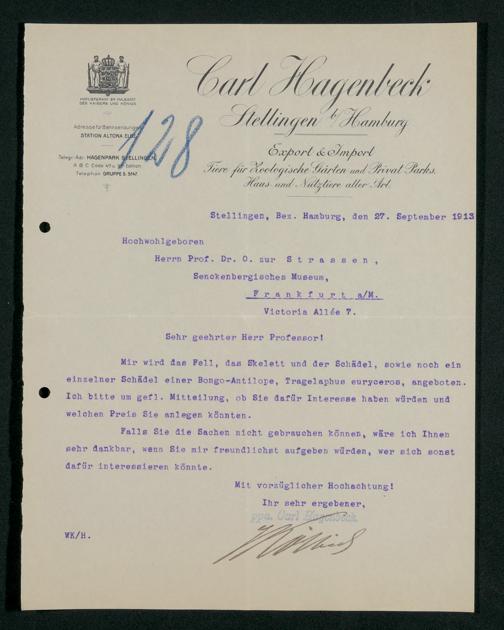 Carl Hagenbeck
Stellingen b/Hamburg
Export & Import
Tiere für Zoologische Gärten und Privat Parks.
Haus- und Nutztiere aller Art.
HOFLIEFERANT SR. MAJESTÄT
DES KAISERS UND KÖNIGS
Adresse für Bahnsendungen:
STATION ALTONA ELBE
Telegr.-Adr. HAGENPARK STELLINGEN
A B C Code 4th u. 5th Edition
Telephon GRUPPE 5. 5147.
128
Stellingen, Bez. Hamburg, den 27. September 1913
Hochwohlgeboren
Herrn Prof. Dr. O. zur Strassen,
Senckenbergisches Museum,
Frankfurt a/M.
Victoria Allée 7.
Sehr geehrter Herr Professor!
Mir wird das Fell, das Skelett und der Schädel, sowie noch ein
einzelner Schädel einer Bongo-Antilope, Tragelaphus euryceros, angeboten.
Ich bitte um gefl. Mitteilung, ob Sie dafür Interesse haben würden und
welchen Preis Sie anlegen könnten.
Falls Sie die Sachen nicht gebrauchen können, wäre ich Ihnen
sehr dankbar, wenn Sie mir freundlichst aufgeben würden, wer sich sonst
dafür interessieren könnte.
Mit vorzüglicher Hochachtung!
Ihr sehr ergebener,
ppa. Carl Hagenbeck
WK/H.